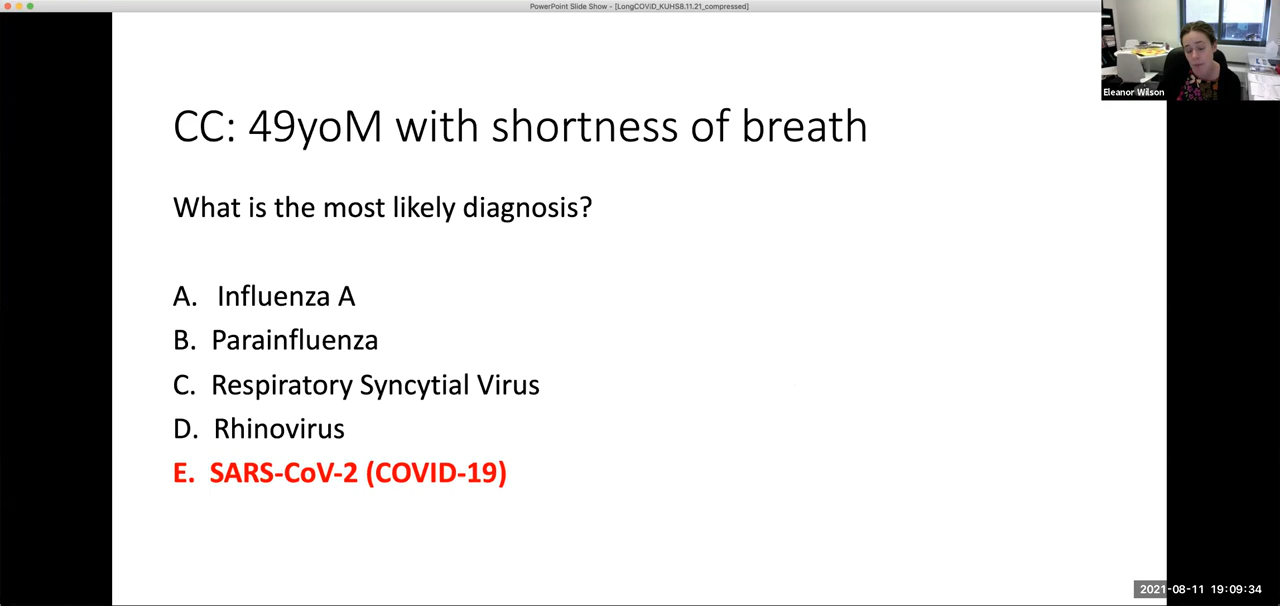 PowerPoint Slide Show - [LongCOViD_KUHS8.11.21_compressed]
Eleanor Wilson
CC: 49yoM with shortness of breath
What is the most likely diagnosis?
A. Influenza A
B. Parainfluenza
C. Respiratory Syncytial Virus
D. Rhinovirus
E. SARS-CoV-2 (COVID-19)
2021-08-11 19:09:34